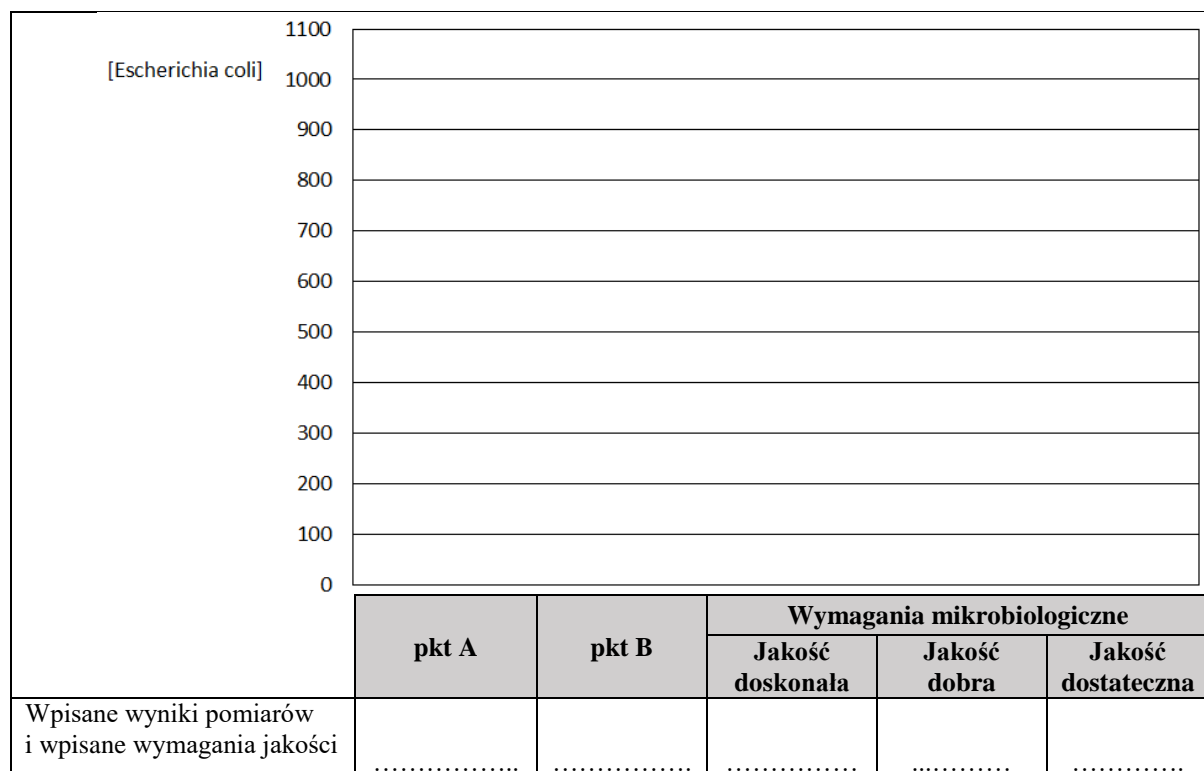 1100
[Escherichia coli] 1000
900
800
700
600
500
400
300
200
100
0
pkt A pkt B Wymagania mikrobiologiczne
Jakość doskonała Jakość dobra Jakość dostateczna
Wpisane wyniki pomiarów
i wpisane wymagania jakości
…………….. ……………. …………… ...……… ………….